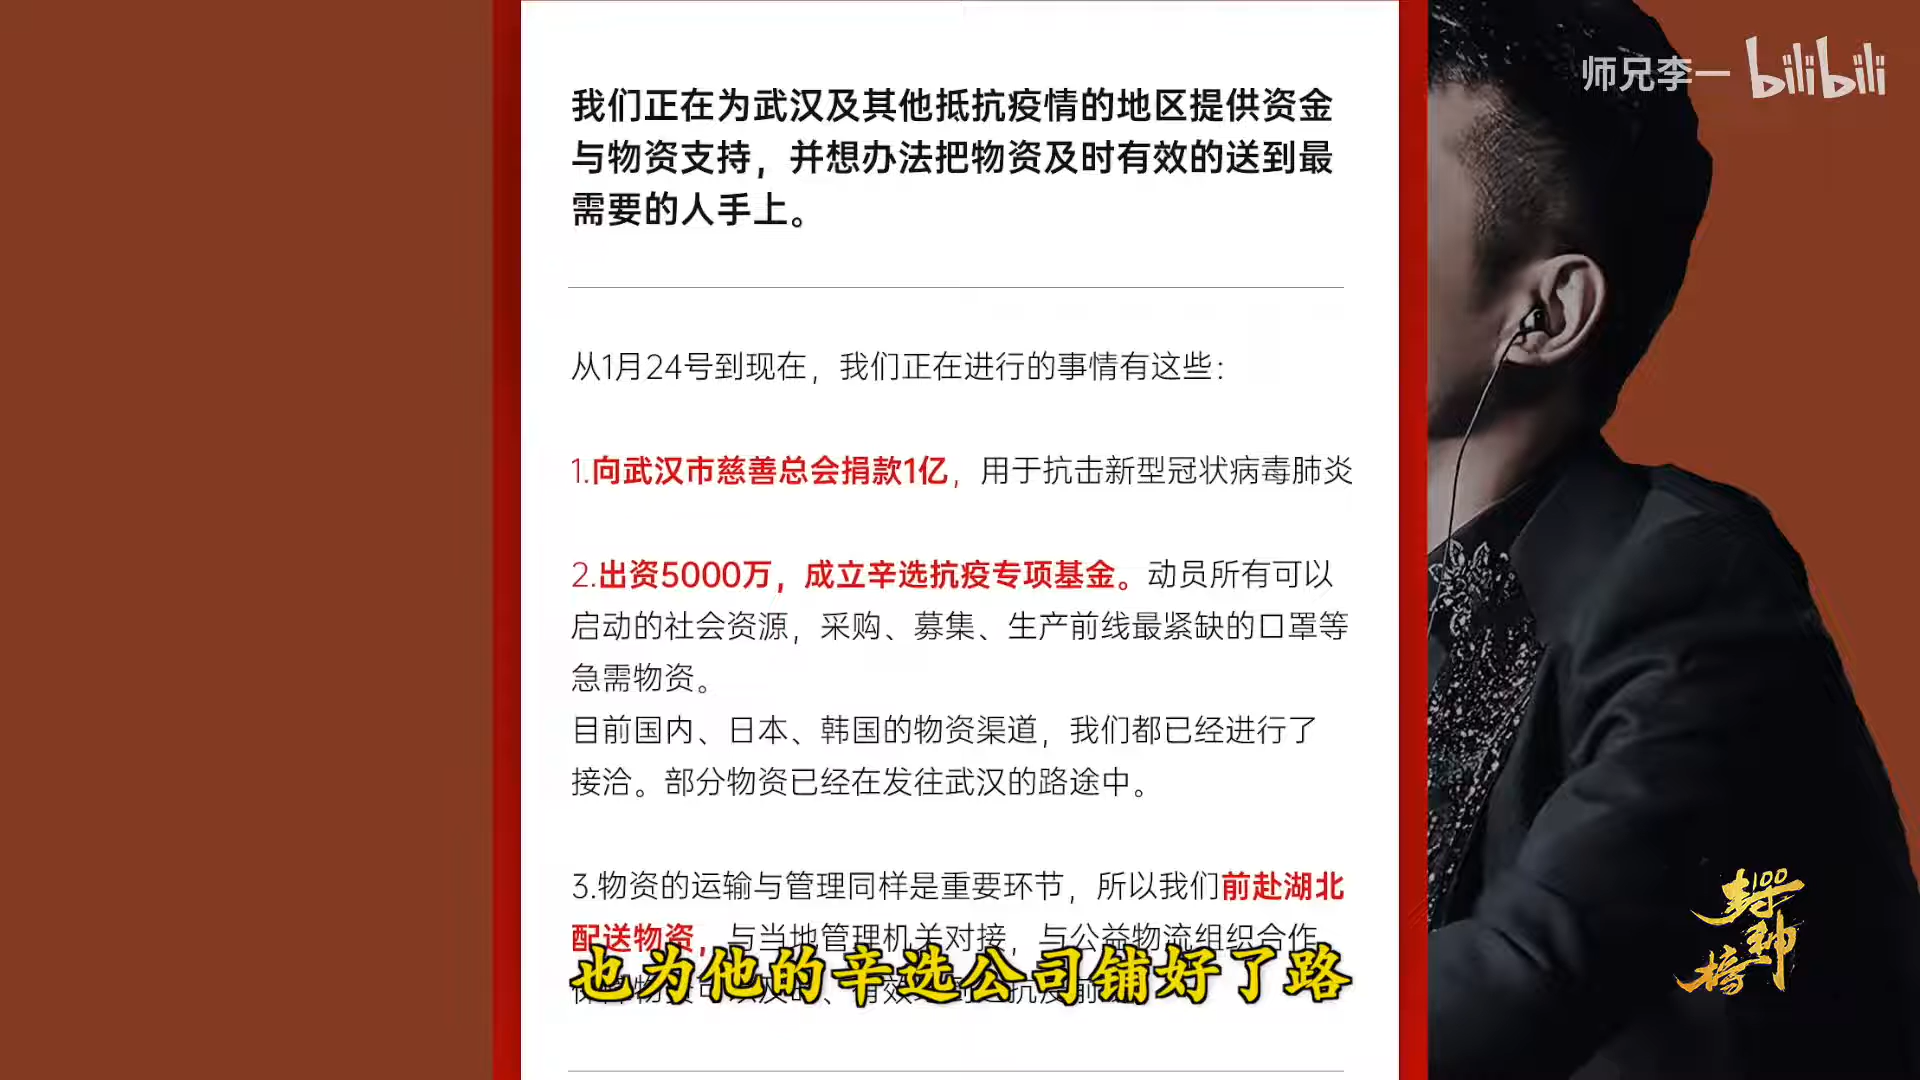 师兄李一 bilibili
我们正在为武汉及其他抵抗疫情的地区提供资金
与物资支持，并想办法把物资及时有效的送到最
需要的人手上。
从1月24号到现在，我们正在进行的事情有这些：
1.向武汉市慈善总会捐款1亿，用于抗击新型冠状病毒肺炎
2.出资5000万，成立辛选抗疫专项基金。动员所有可以
启动的社会资源，采购、募集、生产前线最紧缺的口罩等
急需物资。
目前国内、日本、韩国的物资渠道，我们都已经进行了
接洽。部分物资已经在发往武汉的路途中。
3.物资的运输与管理同样是重要环节，所以我们前赴湖北
配送物资，与当地管理机关对接，与公益物流组织合作，
也为他的辛选公司铺好了路
100
封神
榜